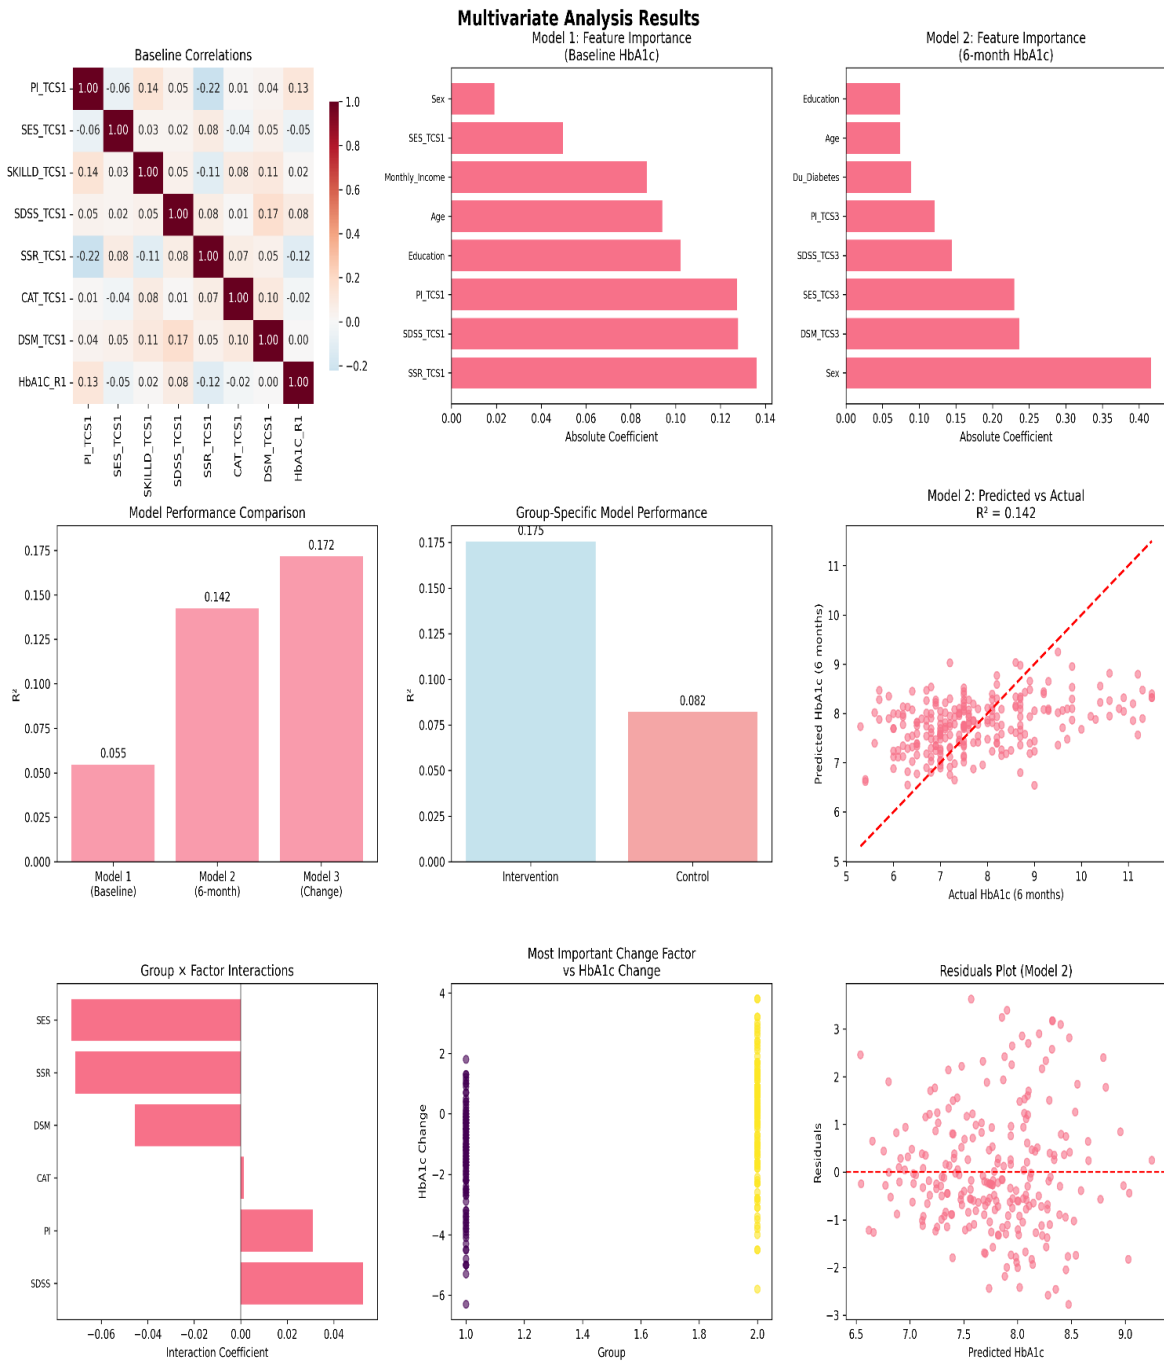 Multivariate Analysis Results
Baseline Correlations
PI_TCS1 1.00 -0.06 0.14 0.05 -0.22 0.01 0.04 0.13
SES_TCS1 -0.06 1.00 0.03 0.02 0.08 -0.04 0.05 -0.05
SKILLD_TCS1 0.14 0.03 1.00 0.05 -0.11 0.08 0.11 0.02
SDSS_TCS1 0.05 0.02 0.05 1.00 0.08 0.01 0.17 0.08
SSR_TCS1 -0.22 0.08 -0.11 0.08 1.00 0.07 0.05 -0.12
CAT_TCS1 0.01 -0.04 0.08 0.01 0.07 1.00 0.10 -0.02
DSM_TCS1 0.04 0.05 0.11 0.17 0.05 0.10 1.00 0.00
HbA1C_R1 0.13 -0.05 0.02 0.08 -0.12 -0.02 0.00 1.00
PI_TCS1 SES_TCS1 SKILLD_TCS1 SDSS_TCS1 SSR_TCS1 CAT_TCS1 DSM_TCS1 HbA1C_R1
1.0
0.8
0.6
0.4
0.2
0.0
−0.2
Model 1: Feature Importance
(Baseline HbA1c)
Sex
SES_TCS1
Monthly_Income
Age
Education
PI_TCS1
SDSS_TCS1
SSR_TCS1
0.00 0.02 0.04 0.06 0.08 0.10 0.12 0.14
Absolute Coefficient
Model 2: Feature Importance
(6-month HbA1c)
Education
Age
Du_Diabetes
PI_TCS3
SDSS_TCS3
SES_TCS3
DSM_TCS3
Sex
0.00 0.05 0.10 0.15 0.20 0.25 0.30 0.35 0.40
Absolute Coefficient
Model Performance Comparison
R²
0.175
0.150
0.125
0.100
0.075
0.050
0.025
0.000
0.055
0.142
0.172
Model 1 Model 2 Model 3
(Baseline) (6-month) (Change)
Group-Specific Model Performance
R²
0.175
0.150
0.125
0.100
0.075
0.050
0.025
0.000
0.175
0.082
Intervention Control
Model 2: Predicted vs Actual
R² = 0.142
Predicted HbA1c (6 months)
11
10
9
8
7
6
5
5 6 7 8 9 10 11
Actual HbA1c (6 months)
Group × Factor Interactions
SES
SSR
DSM
CAT
PI
SDSS
−0.06 −0.04 −0.02 0.00 0.02 0.04
Interaction Coefficient
Most Important Change Factor
vs HbA1c Change
HbA1c Change
4
2
0
−2
−4
−6
1.0 1.2 1.4 1.6 1.8 2.0
Group
Residuals Plot (Model 2)
Residuals
3
2
1
0
−1
−2
−3
6.5 7.0 7.5 8.0 8.5 9.0
Predicted HbA1c